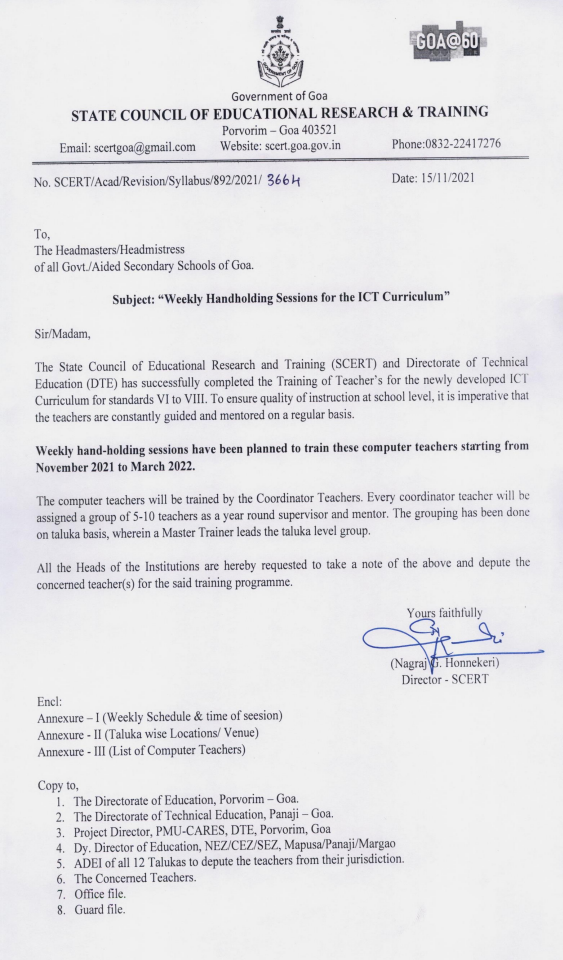 GOA@60
Government of Goa
STATE COUNCIL OF EDUCATIONAL RESEARCH & TRAINING
Porvorim – Goa 403521
Email: scertgoa@gmail.com Website: scert.goa.gov.in Phone:0832-22417276
No. SCERT/Acad/Revision/Syllabus/892/2021/ 3664 Date: 15/11/2021
To,
The Headmasters/Headmistress
of all Govt./Aided Secondary Schools of Goa.
Subject: “Weekly Handholding Sessions for the ICT Curriculum”
Sir/Madam,
The State Council of Educational Research and Training (SCERT) and Directorate of Technical
Education (DTE) has successfully completed the Training of Teacher’s for the newly developed ICT
Curriculum for standards VI to VIII. To ensure quality of instruction at school level, it is imperative that
the teachers are constantly guided and mentored on a regular basis.
Weekly hand-holding sessions have been planned to train these computer teachers starting from
November 2021 to March 2022.
The computer teachers will be trained by the Coordinator Teachers. Every coordinator teacher will be
assigned a group of 5-10 teachers as a year round supervisor and mentor. The grouping has been done
on taluka basis, wherein a Master Trainer leads the taluka level group.
All the Heads of the Institutions are hereby requested to take a note of the above and depute the
concerned teacher(s) for the said training programme.
Yours faithfully
(Nagraj G. Honnekeri)
Director - SCERT
Encl:
Annexure – I (Weekly Schedule & time of seesion)
Annexure - II (Taluka wise Locations/ Venue)
Annexure - III (List of Computer Teachers)
Copy to,
1. The Directorate of Education, Porvorim – Goa.
2. The Directorate of Technical Education, Panaji – Goa.
3. Project Director, PMU-CARES, DTE, Porvorim, Goa
4. Dy. Director of Education, NEZ/CEZ/SEZ, Mapusa/Panaji/Margao
5. ADEI of all 12 Talukas to depute the teachers from their jurisdiction.
6. The Concerned Teachers.
7. Office file.
8. Guard file.